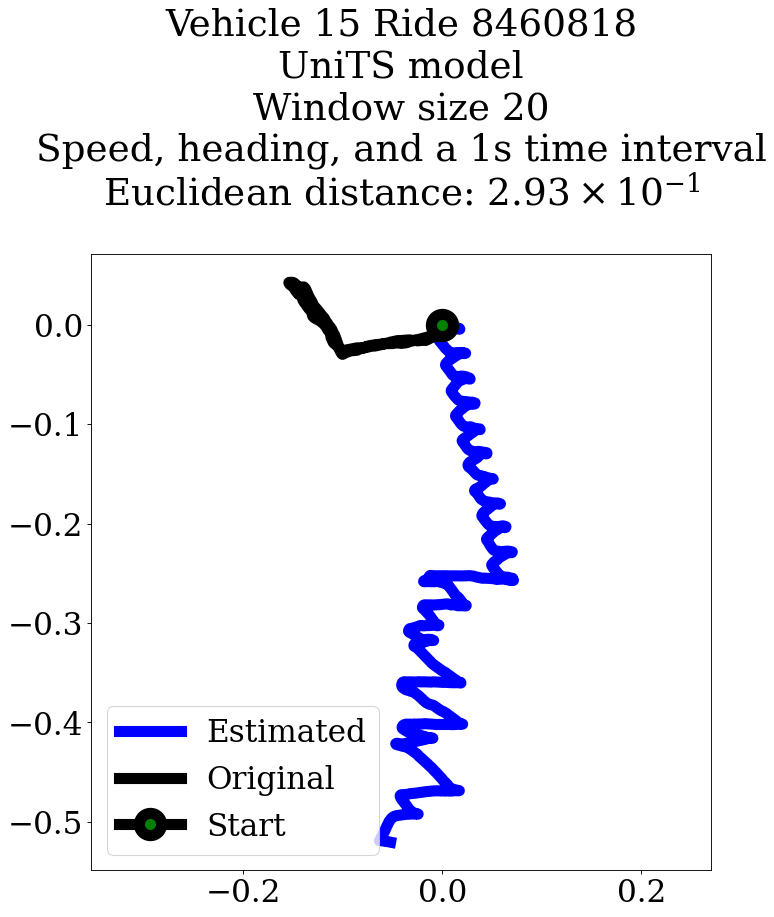 Vehicle 15 Ride 8460818
UniTS model
Window size 20
Speed, heading, and a 1s time interval
Euclidean distance: 2.93 × 10⁻¹
0.0
−0.1
−0.2
−0.3
−0.4
−0.5
Estimated
Original
Start
−0.2 0.0 0.2